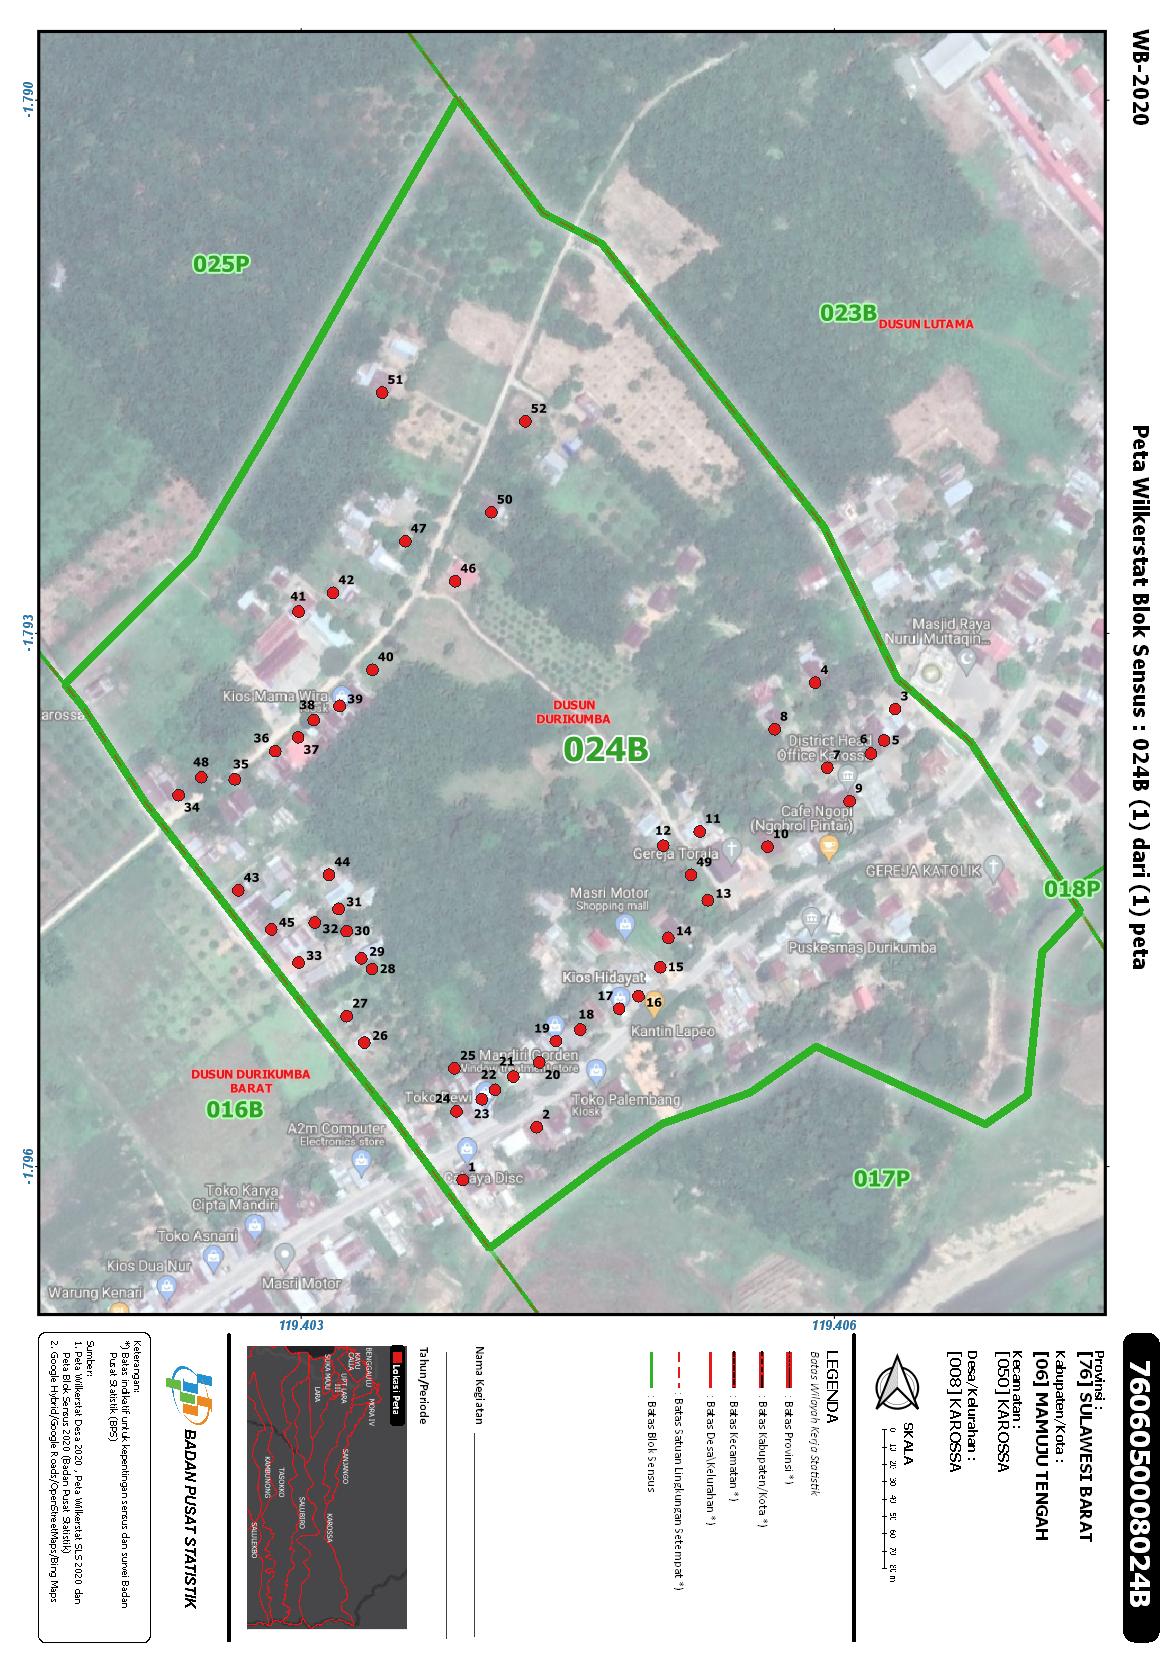 WB-2020
Peta Wilkerstat Blok Sensus : 024B (1) dari (1) peta
7606050008024B
Provinsi :
[76] SULAWESI BARAT
Kabupaten/Kota :
[06] MAMUJU TENGAH
Kecamatan :
[050] KAROSSA
Desa/Kelurahan :
[008] KAROSSA
SKALA
0 10 20 30 40 50 60 70 80 m
LEGENDA
Batas Wilayah Kerja Statistik
: Batas Provinsi *)
: Batas Kabupaten/Kota *)
: Batas Kecamatan *)
: Batas Desa\Kelurahan *)
: Batas Satuan Lingkungan Setempat *)
: Batas Blok Sensus
Nama Kegiatan
Tahun/Periode
Lokasi Peta
BENGGAULU
KAYU
CALLA
UPT LARA
III
SUKA MAJU
LARA
MORA IV
SANJANGO
KAROSSA
SALUBIRO
TASOKKO
KAMBUNONG
SALULEKBO
BADAN PUSAT STATISTIK
Keterangan:
*) Batas indikatif untuk kepentingan sensus dan survei Badan
Pusat Statistik (BPS)
Sumber:
1. Peta Wilkerstat Desa 2020 , Peta Wilkerstat SLS 2020 dan
Peta Blok Sensus 2020 (Badan Pusat Statistik)
2. Google Hybrid/Google Roads/OpenStreetMaps/Bing Maps
-1.790
-1.793
-1.796
119.403
119.406
025P
023B
DUSUN LUTAMA
51
52
50
47
46
42
41
Masjid Raya
Nurul Muttaqin...
40
4
Kios Mama Wira
39
3
38
DUSUN
DURIKUMBA
024B
8
36
37
District Head
Office Karossa
6
5
48
35
7
34
9
Cafe Ngopi
(Ngobrol Pintar)
11
12
10
Gereja Toraja
44
49
GEREJA KATOLIK
018P
43
13
Masri Motor
Shopping mall
31
32
30
45
14
Puskesmas Durikumba
29
33
28
15
Kios Hidayat
17
16
27
18
Kantin Lapeo
19
26
25
Mandiri Gorden
21
20
DUSUN DURIKUMBA
BARAT
016B
22
24
23
Toko Palembang
Kiosk
2
A2m Computer
Electronics store
1
017P
Toko Karya
Cipta Mandiri
Toko Asnani
Kios Dua Nur
Masri Motor
Warung Kenari